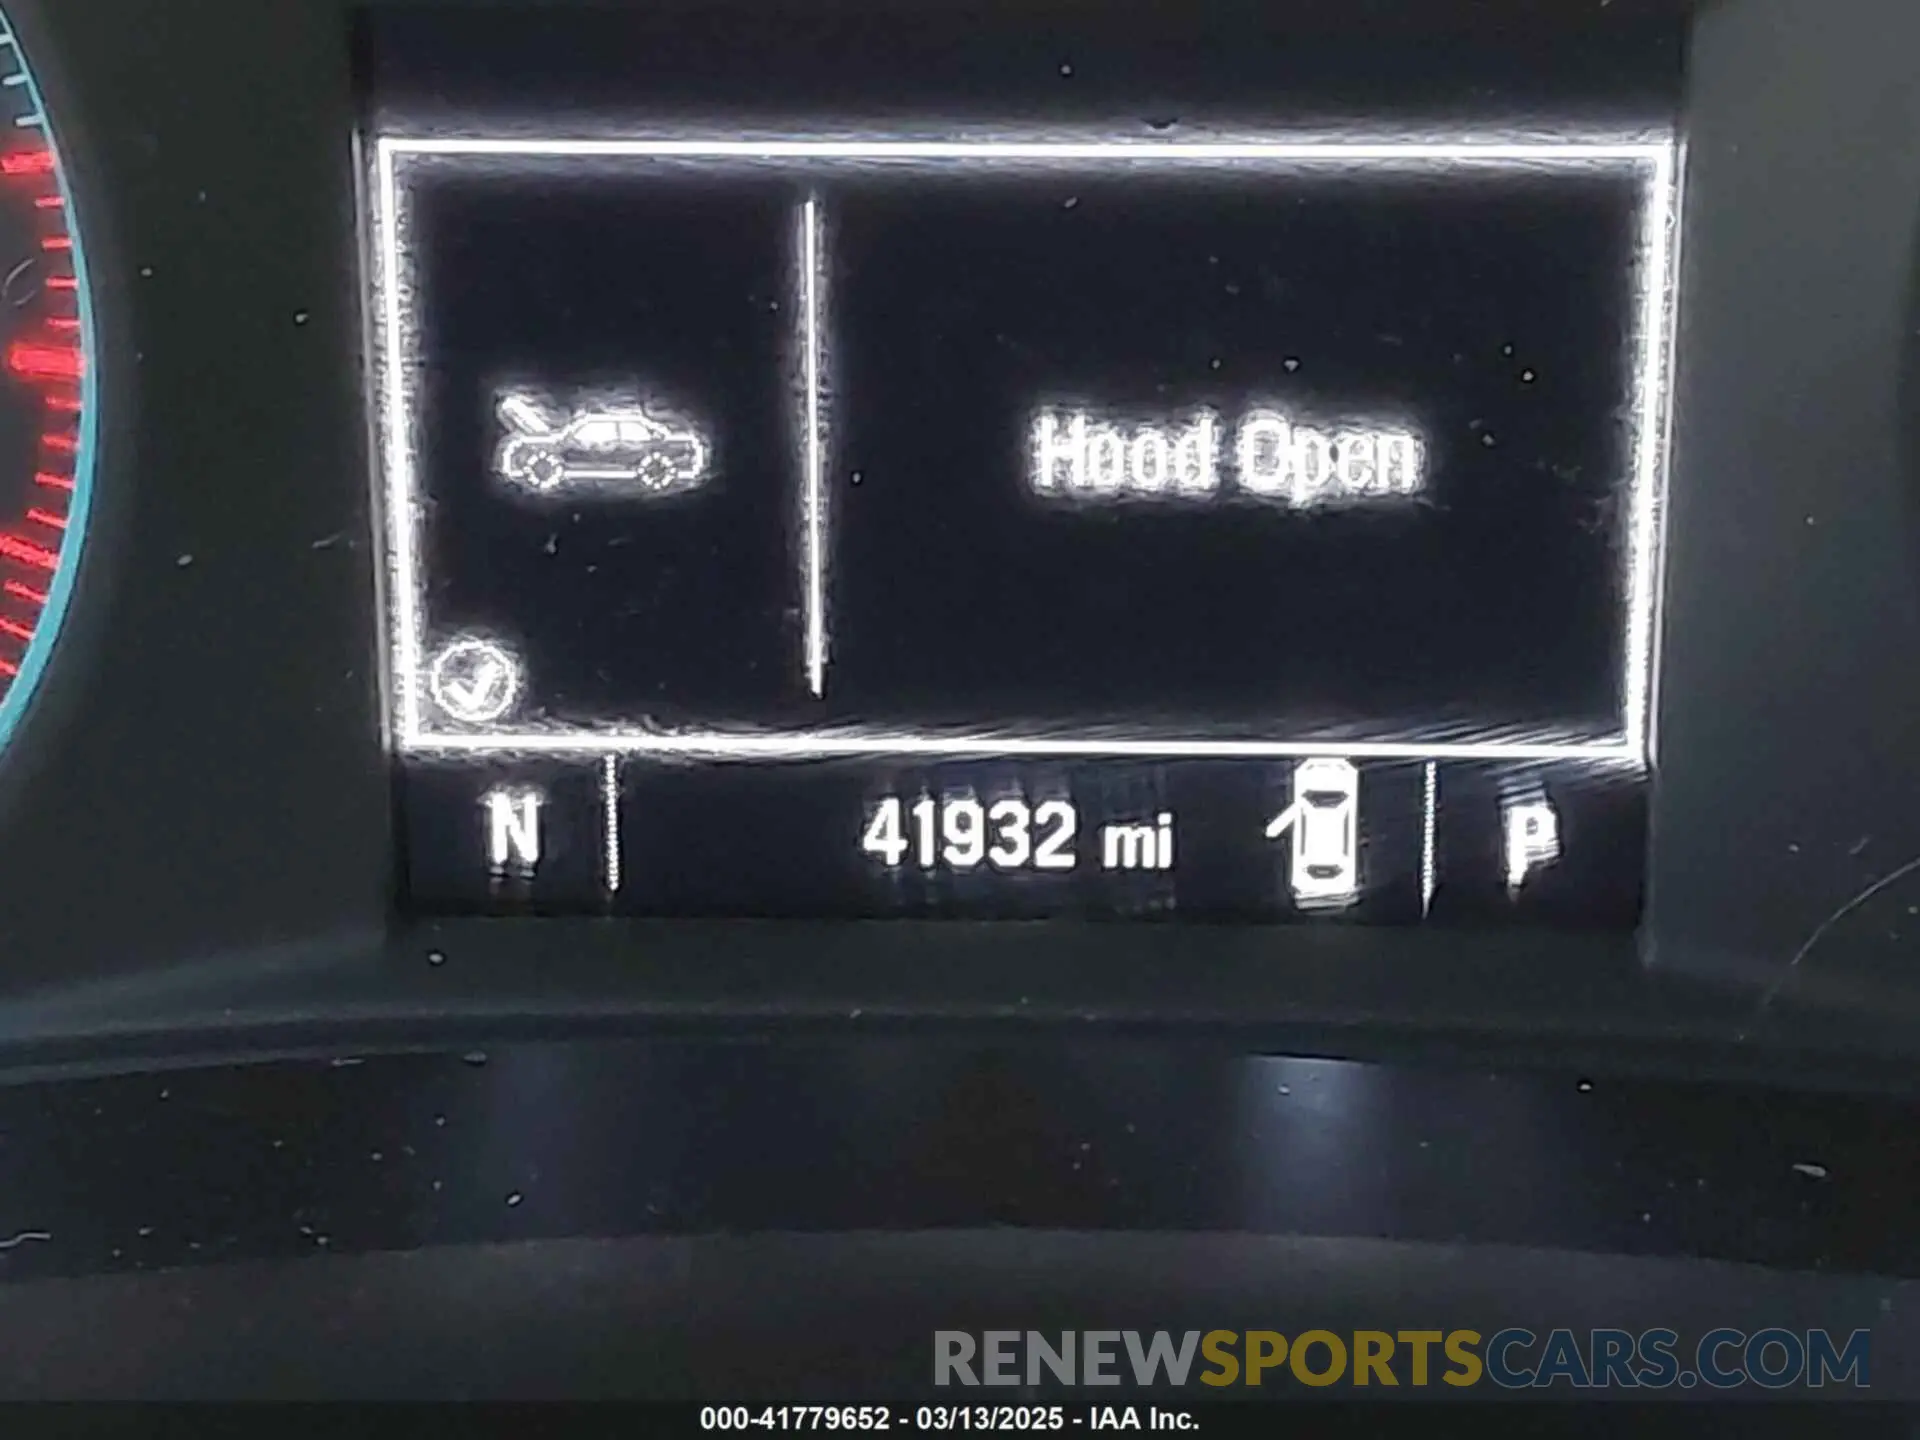 Hood Open
N 41932 mi P
RENEWSPORTSCARS.COM
000-41779652 - 03/13/2025 - IAA Inc.